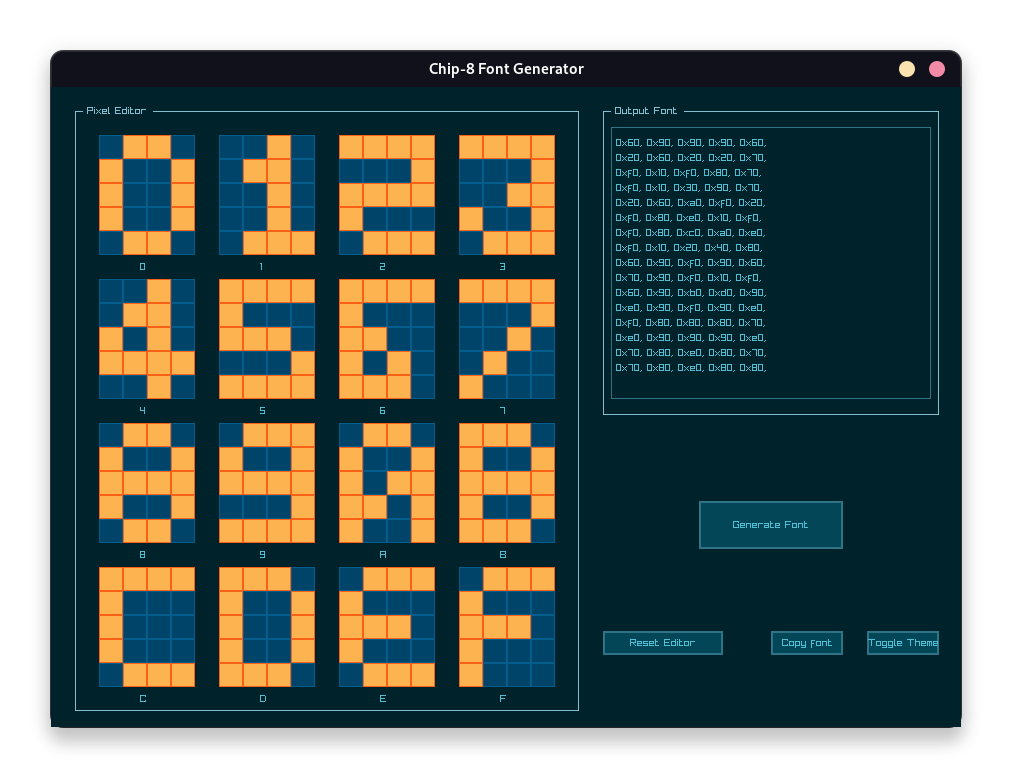 Chip-8 Font Generator
Pixel Editor
0 1 2 3
4 5 6 7
8 9 A B
C D E F
Output Font
0x60, 0x90, 0x90, 0x90, 0x60,
0x20, 0x60, 0x20, 0x20, 0x70,
0xf0, 0x10, 0xf0, 0x80, 0x70,
0xf0, 0x10, 0x30, 0x90, 0x70,
0x20, 0x60, 0xa0, 0xf0, 0x20,
0xf0, 0x80, 0xe0, 0x10, 0xf0,
0xf0, 0x80, 0xc0, 0xa0, 0xe0,
0xf0, 0x10, 0x20, 0x40, 0x80,
0x60, 0x90, 0xf0, 0x90, 0x60,
0x70, 0x90, 0xf0, 0x10, 0xf0,
0x60, 0x90, 0xb0, 0xd0, 0x90,
0xe0, 0x90, 0xf0, 0x90, 0xe0,
0xf0, 0x80, 0x80, 0x80, 0x70,
0xe0, 0x90, 0x90, 0x90, 0xe0,
0x70, 0x80, 0xe0, 0x80, 0x70,
0x70, 0x80, 0xe0, 0x80, 0x80,
Generate Font
Reset Editor
Copy font
Toggle Theme